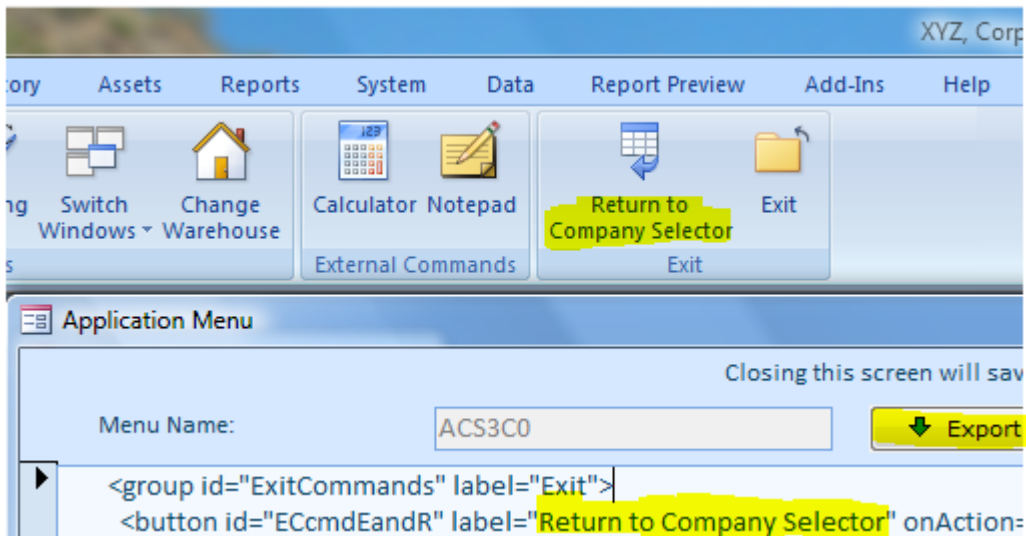 XYZ, Corp
ory Assets Reports System Data Report Preview Add-Ins Help
123
ng Switch Windows Change Warehouse Calculator Notepad Return to Company Selector Exit
s External Commands Exit
Application Menu
Closing this screen will sav
Menu Name: ACS3C0 Export
<group id="ExitCommands" label="Exit">
<button id="ECcmdEandR" label="Return to Company Selector" onAction=